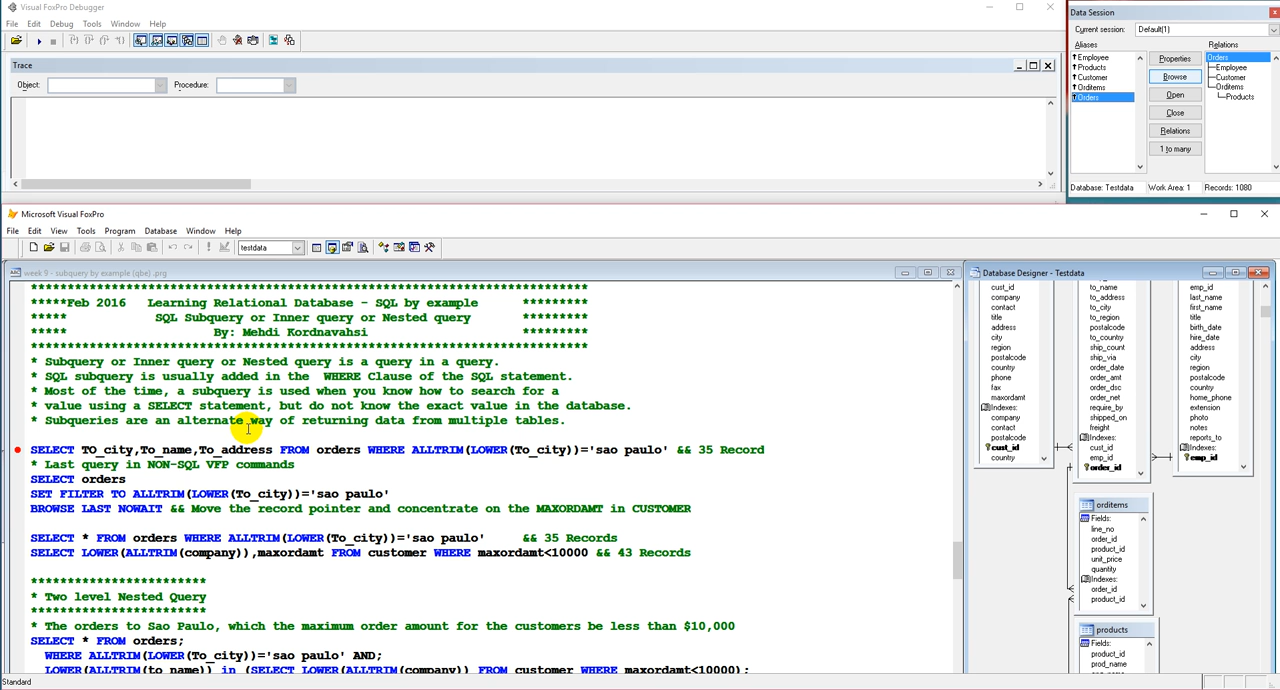 Visual FoxPro Debugger
File Edit Debug Tools Window Help
Trace
Object: Procedure:
Data Session
Current session: Default(1)
Aliases Relations
Employee
Products
Customer
Orditems
Orders
Properties
Browse
Open
Close
Relations
1 to many
Orders
Employee
Customer
Orditems
Products
Database: Testdata Work Area: 1 Records: 1080
Microsoft Visual FoxPro
File Edit View Tools Program Database Window Help
testdata
week 9 - subquery by example (qbe) .prg
*****Feb 2016 Learning Relational Database - SQL by example *********
***** SQL Subquery or Inner query or Nested query *********
***** By: Mehdi Kordnavahsi *********
* Subquery or Inner query or Nested query is a query in a query.
* SQL subquery is usually added in the WHERE Clause of the SQL statement.
* Most of the time, a subquery is used when you know how to search for a
* value using a SELECT statement, but do not know the exact value in the database.
* Subqueries are an alternate way of returning data from multiple tables.
SELECT TO_city,To_name,To_address FROM orders WHERE ALLTRIM(LOWER(To_city))='sao paulo' && 35 Record
* Last query in NON-SQL VFP commands
SELECT orders
SET FILTER TO ALLTRIM(LOWER(To_city))='sao paulo'
BROWSE LAST NOWAIT && Move the record pointer and concentrate on the MAXORDAMT in CUSTOMER
SELECT * FROM orders WHERE ALLTRIM(LOWER(To_city))='sao paulo' && 35 Records
SELECT LOWER(ALLTRIM(company)),maxordamt FROM customer WHERE maxordamt<10000 && 43 Records
************************
* Two level Nested Query
************************
* The orders to Sao Paulo, which the maximum order amount for the customers be less than $10,000
SELECT * FROM orders;
WHERE ALLTRIM(LOWER(To_city))='sao paulo' AND;
LOWER(ALLTRIM(to_name)) in (SELECT LOWER(ALLTRIM(company)) FROM customer WHERE maxordamt<10000);
Database Designer - Testdata
cust_id
company
contact
title
address
city
region
postalcode
country
phone
fax
maxordamt
Indexes:
company
contact
postalcode
cust_id
country
to_name
to_address
to_city
to_region
postalcode
to_country
ship_count
ship_via
order_date
order_amt
order_dsc
order_net
require_by
shipped_on
freight
Indexes:
cust_id
emp_id
order_id
emp_id
last_name
first_name
title
birth_date
hire_date
address
city
region
postalcode
country
home_phone
extension
photo
notes
reports_to
Indexes:
emp_id
orditems
Fields:
line_no
order_id
product_id
unit_price
quantity
Indexes:
order_id
product_id
products
Fields:
product_id
prod_name
Standard